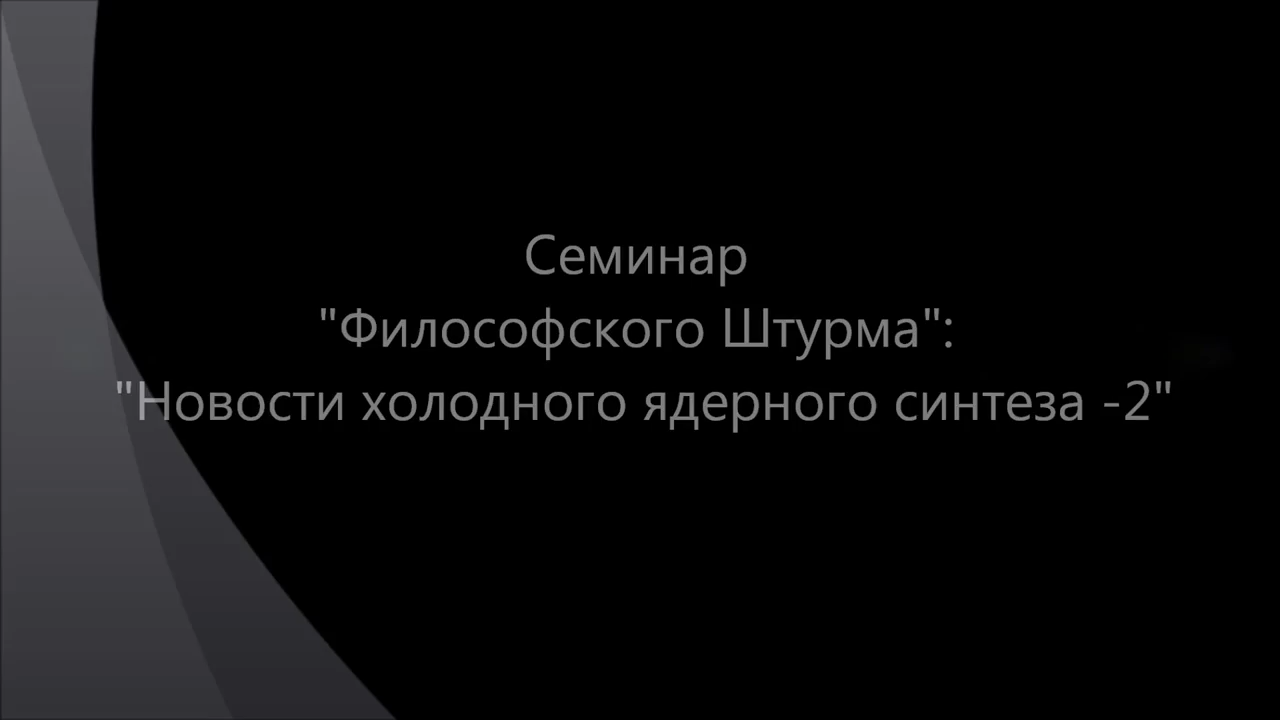 Семинар
"Философского Штурма":
"Новости холодного ядерного синтеза -2"